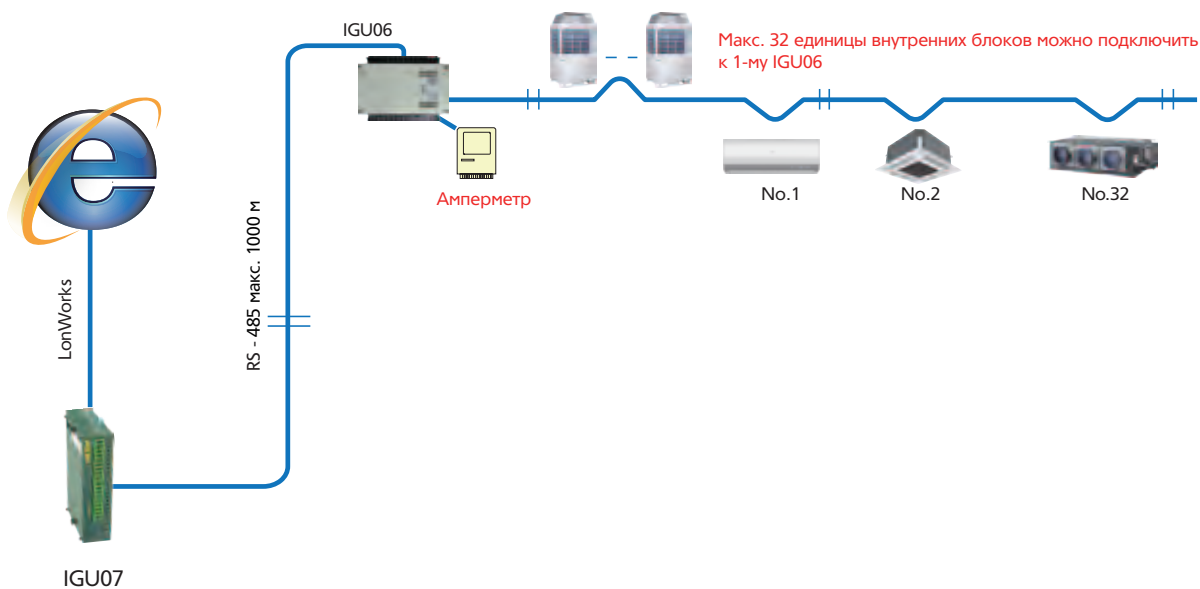 IGU06
Макс. 32 единицы внутренних блоков можно подключить
к 1-му IGU06
Амперметр
No.1
No.2
No.32
RS - 485 макс. 1000 м
LonWorks
IGU07